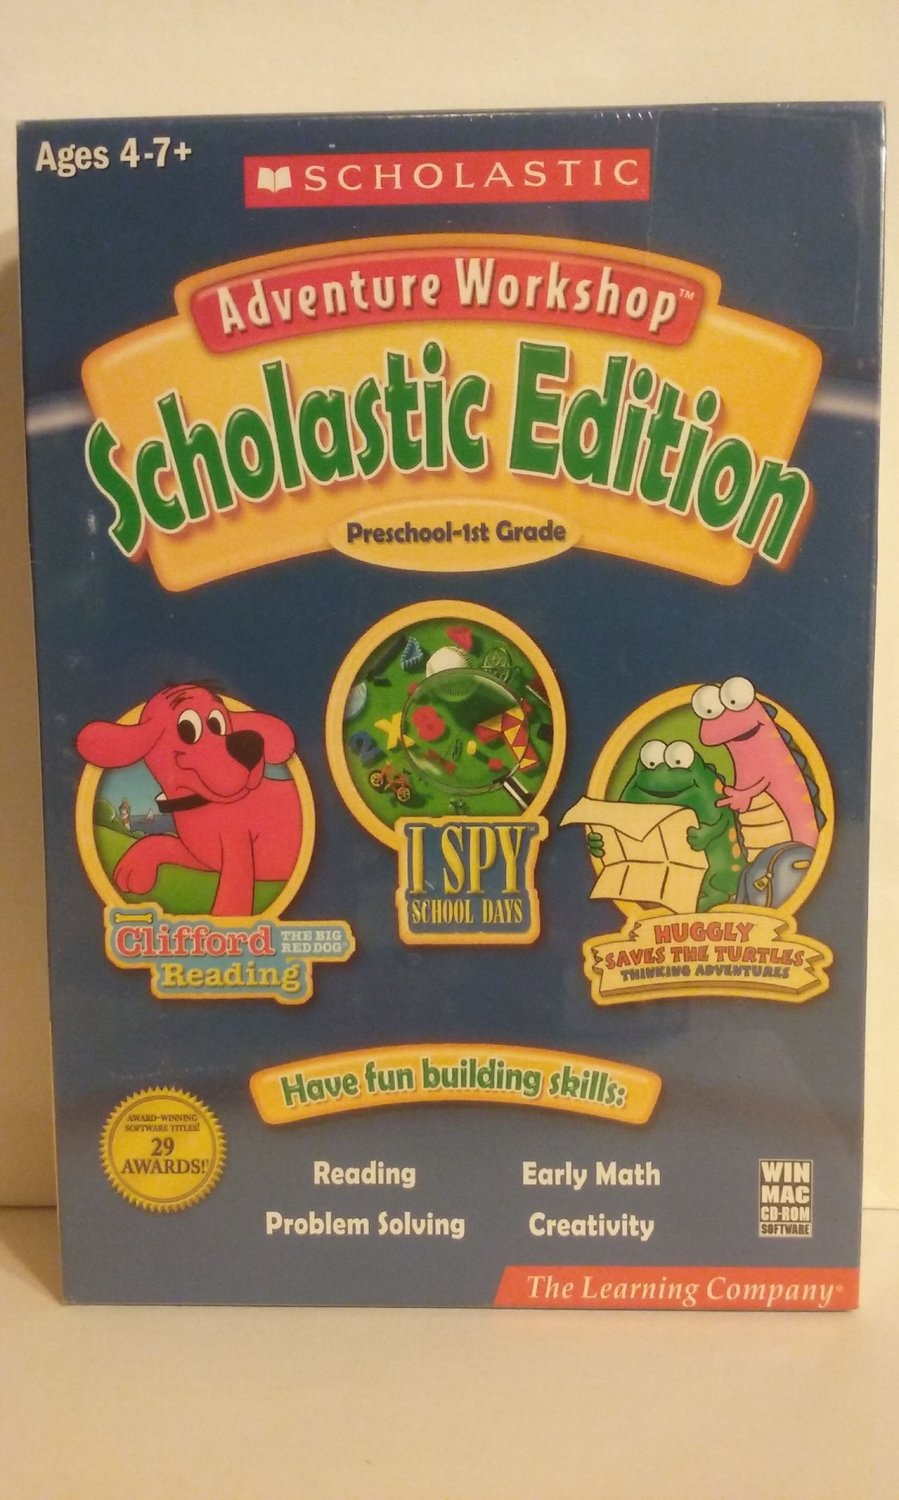 Ages 4-7+
SCHOLASTIC
Adventure Workshop™
Scholastic Edition
Preschool-1st Grade
I SPY
SCHOOL DAYS
Clifford THE BIG
RED DOG®
Reading
HUGGLY
SAVES THE TURTLES
THINKING ADVENTURES
Have fun building skills:
AWARD-WINNING
SOFTWARE TITLES!
29
AWARDS!
Reading
Early Math
Problem Solving
Creativity
WIN
MAC
CD-ROM
SOFTWARE
The Learning Company®